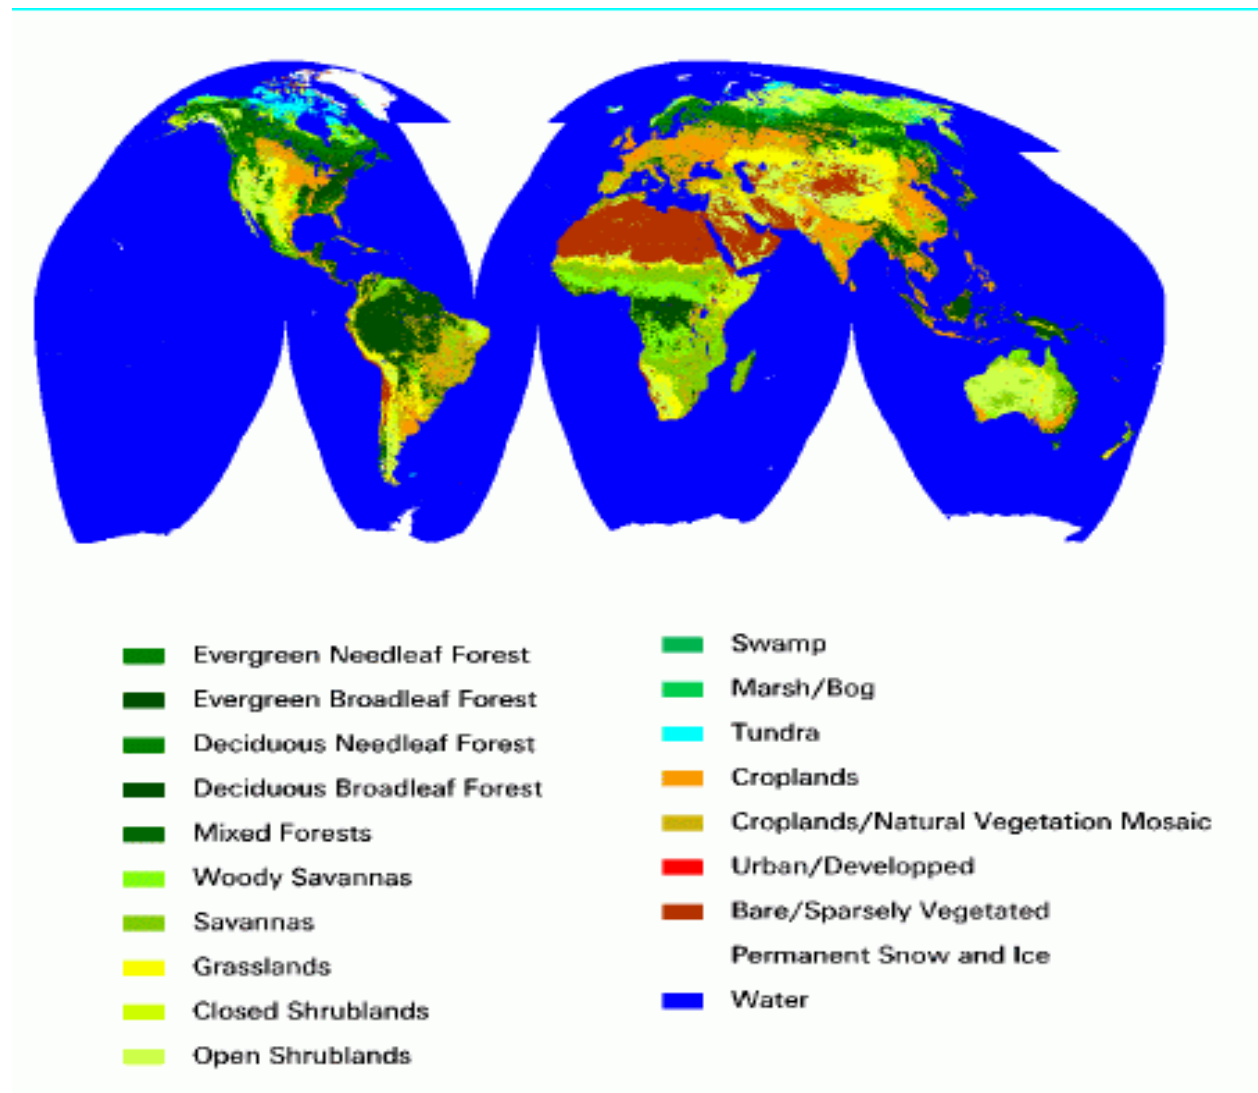 Evergreen Needleaf Forest
Evergreen Broadleaf Forest
Deciduous Needleaf Forest
Deciduous Broadleaf Forest
Mixed Forests
Woody Savannas
Savannas
Grasslands
Closed Shrublands
Open Shrublands
Swamp
Marsh/Bog
Tundra
Croplands
Croplands/Natural Vegetation Mosaic
Urban/Developped
Bare/Sparsely Vegetated
Permanent Snow and Ice
Water